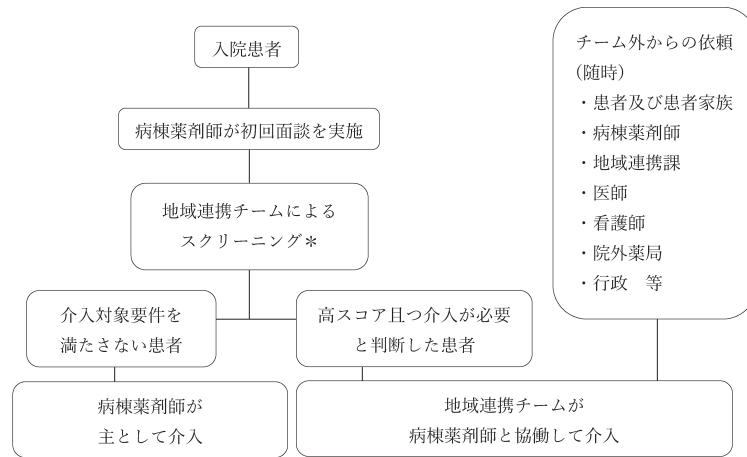 入院患者
病棟薬剤師が初回面談を実施
地域連携チームによる
スクリーニング＊
介入対象要件を
満たさない患者
高スコア且つ介入が必要
と判断した患者
病棟薬剤師が
主として介入
地域連携チームが
病棟薬剤師と協働して介入
チーム外からの依頼
(随時)
・患者及び患者家族
・病棟薬剤師
・地域連携課
・医師
・看護師
・院外薬局
・行政　等